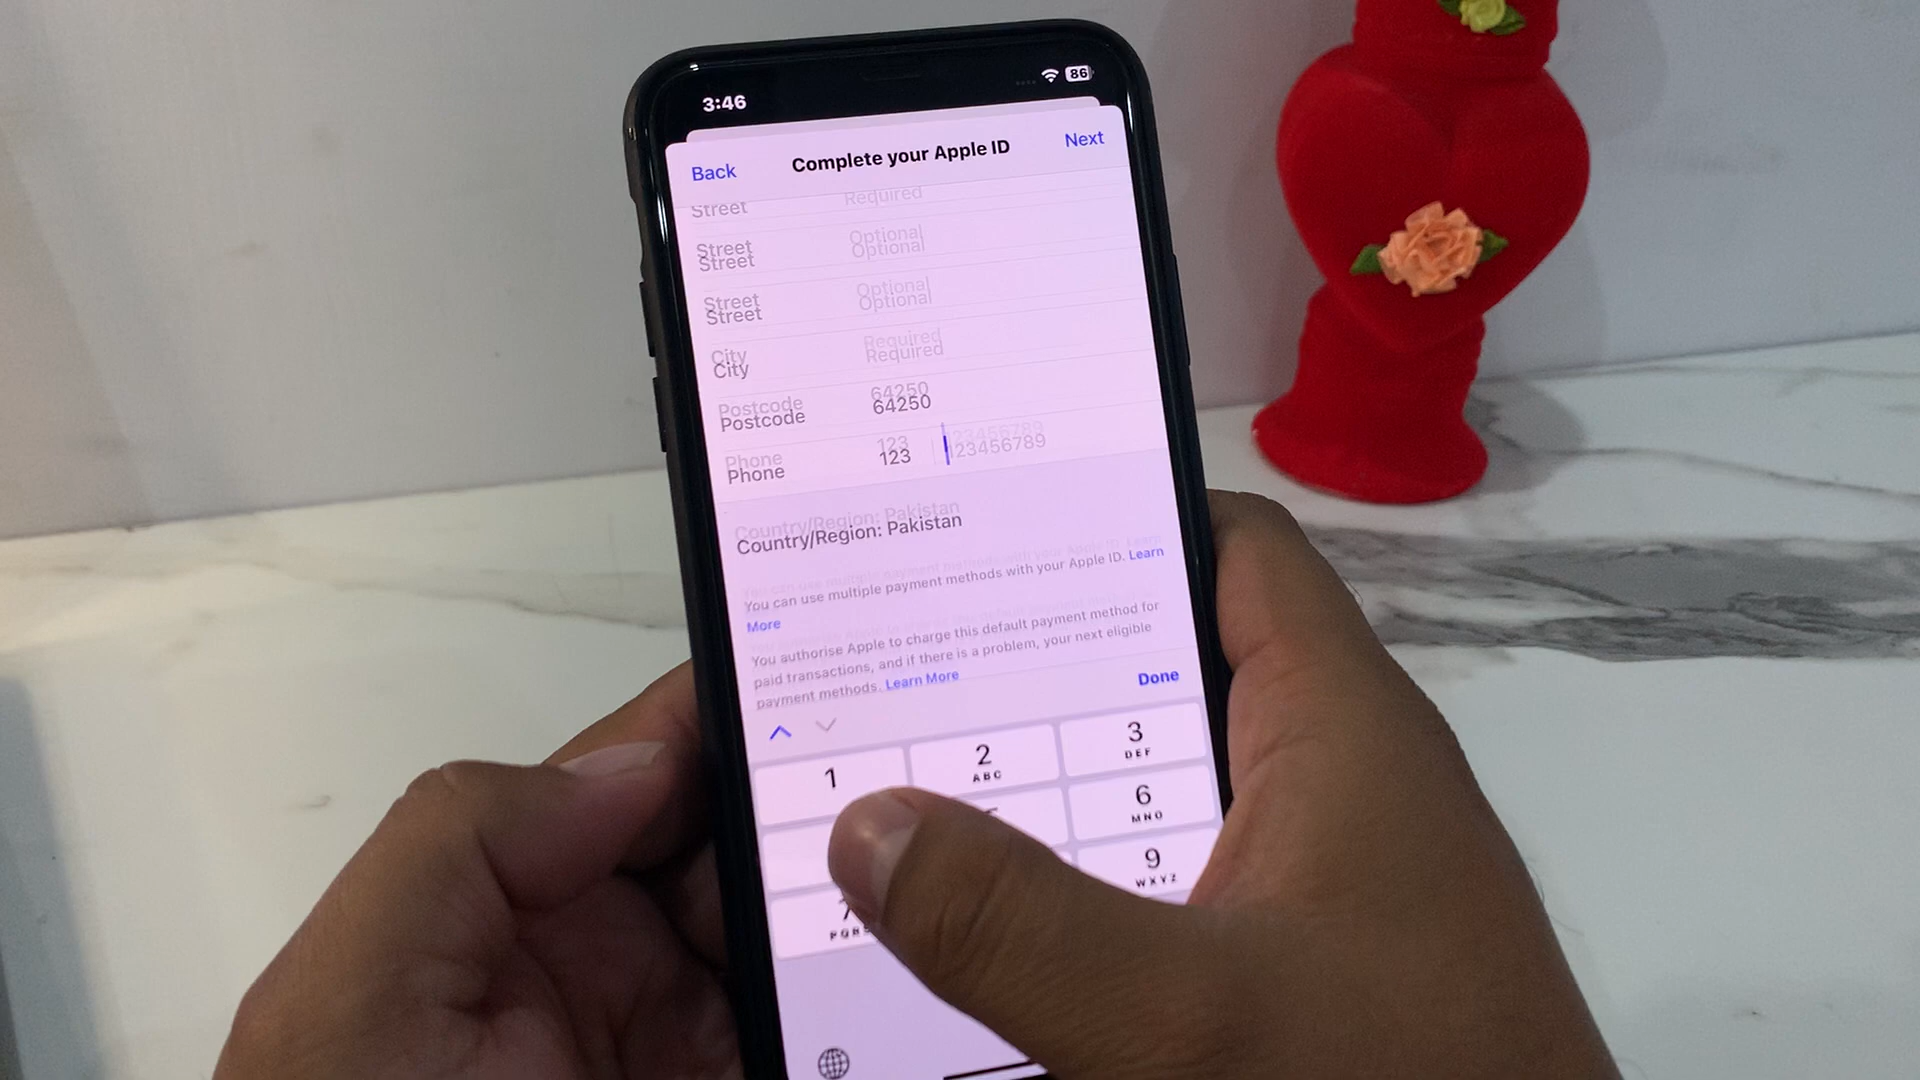 3:46
86
Back
Complete your Apple ID
Next
Street Required
Street Optional
Street Optional
City Required
Postcode 64250
Phone 123 123456789
Country/Region: Pakistan
You can use multiple payment methods with your Apple ID. Learn
More
You authorise Apple to charge this default payment method for
paid transactions, and if there is a problem, your next eligible
payment methods. Learn More
Done
1
2
ABC
3
DEF
6
MNO
7
PQRS
9
WXYZ